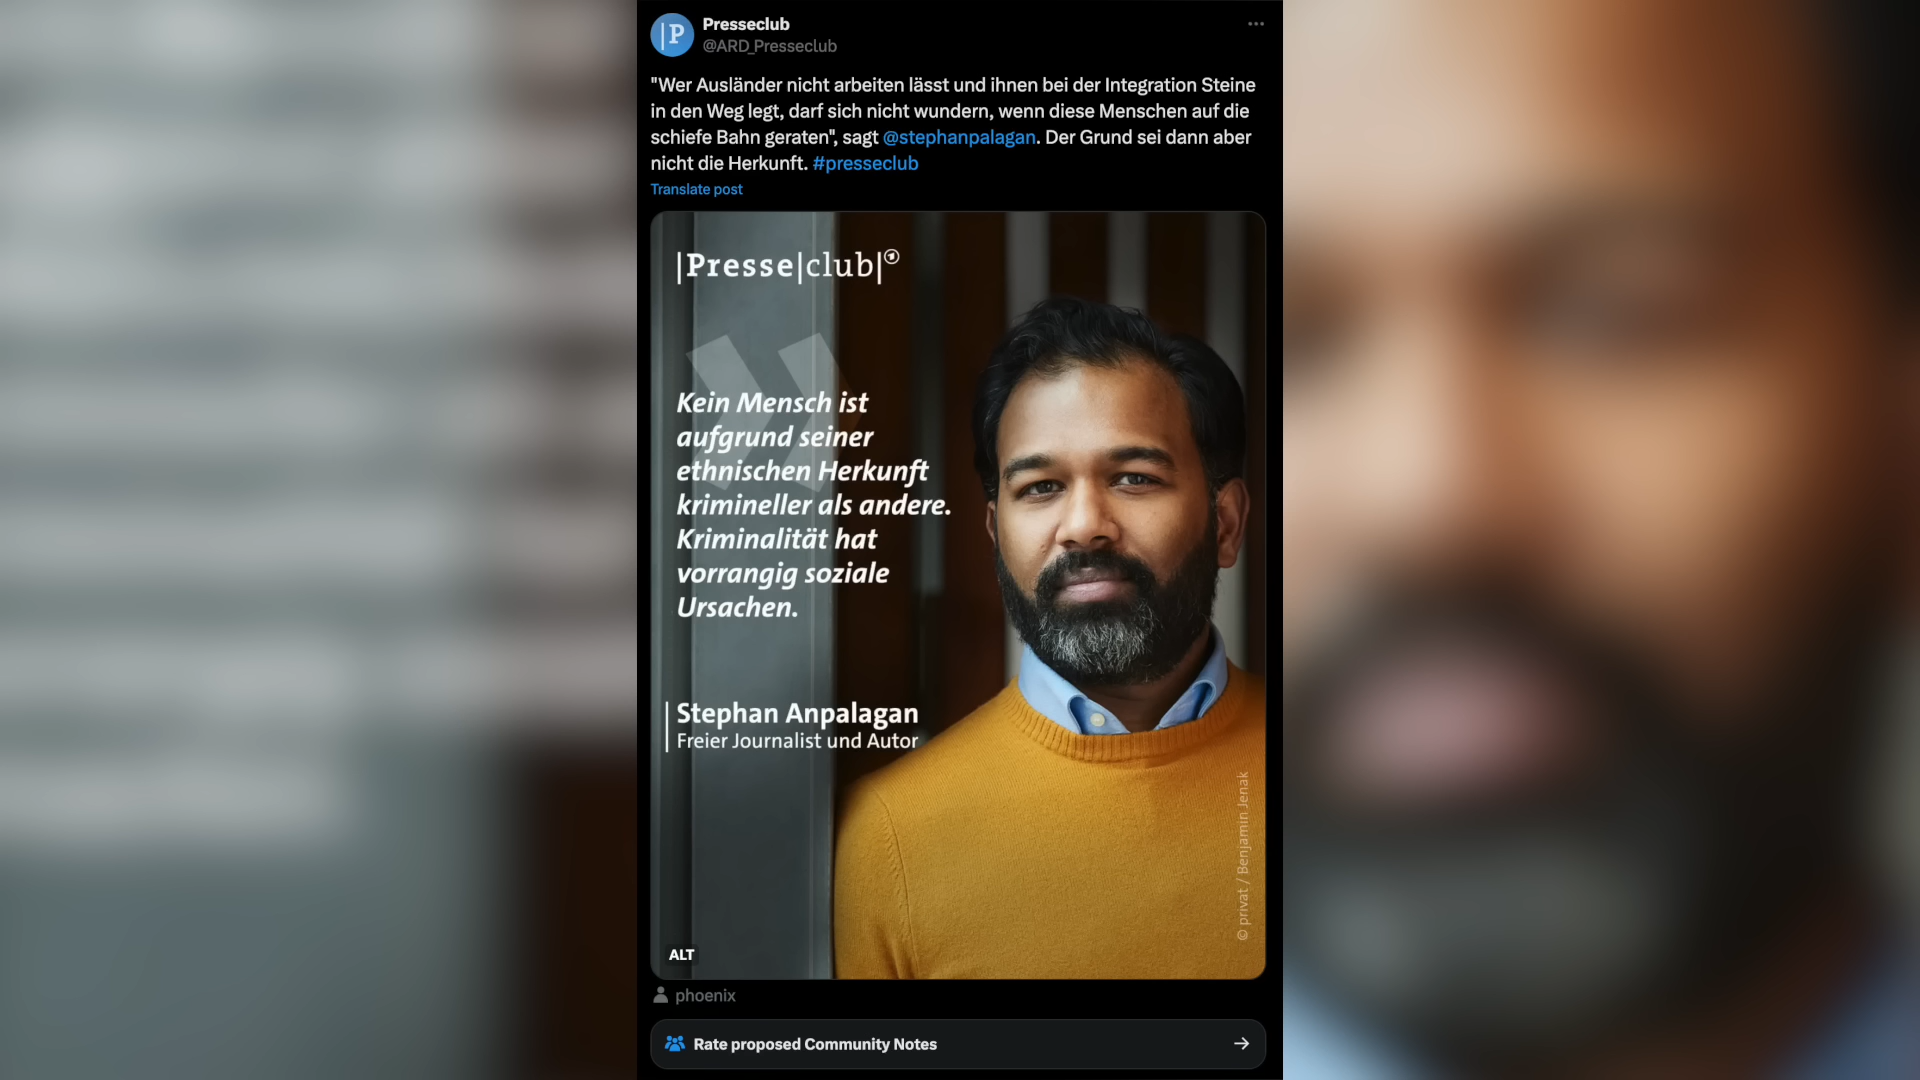 |P
Presseclub
@ARD_Presseclub
"Wer Ausländer nicht arbeiten lässt und ihnen bei der Integration Steine
in den Weg legt, darf sich nicht wundern, wenn diese Menschen auf die
schiefe Bahn geraten", sagt @stephanpalagan. Der Grund sei dann aber
nicht die Herkunft. #presseclub
Translate post
|Presse|club|
Kein Mensch ist
aufgrund seiner
ethnischen Herkunft
krimineller als andere.
Kriminalität hat
vorrangig soziale
Ursachen.
Stephan Anpalagan
Freier Journalist und Autor
© privat / Benjamin Jenak
ALT
phoenix
Rate proposed Community Notes